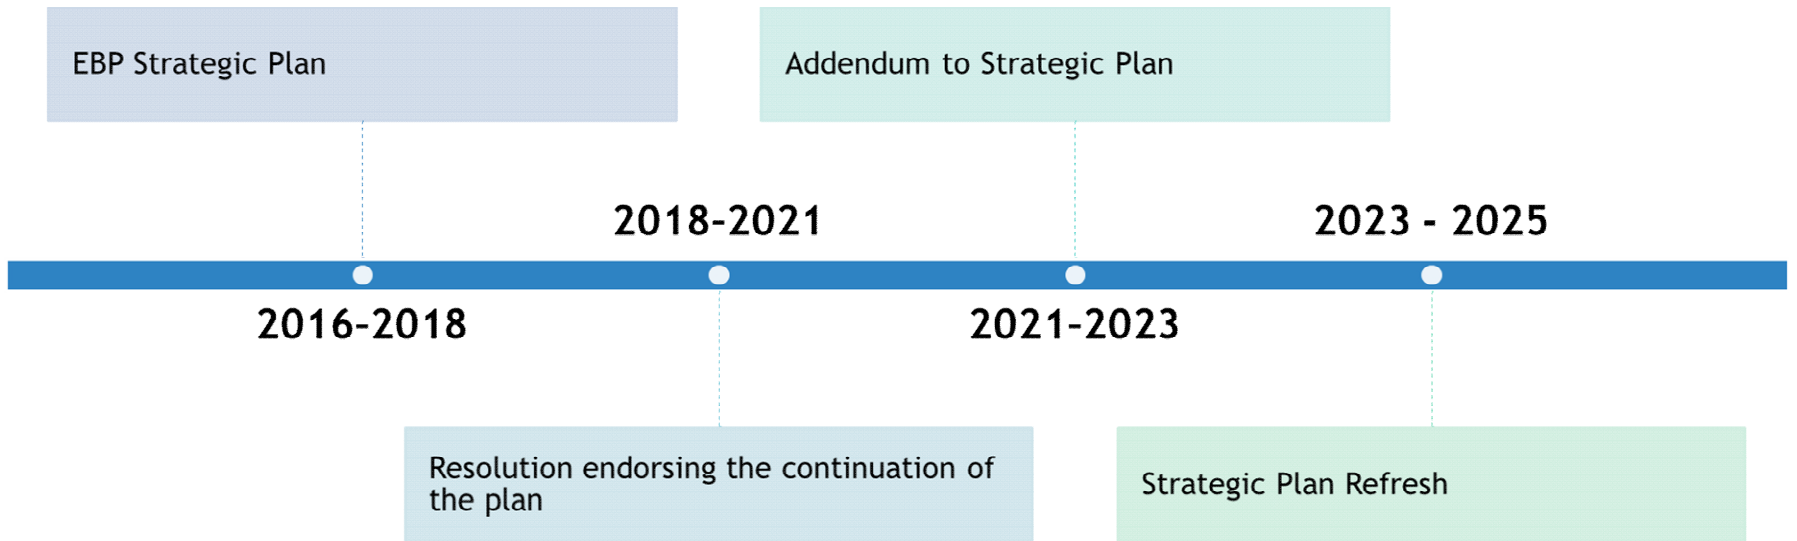 EBP Strategic Plan
Addendum to Strategic Plan
2018–2021
2023 - 2025
2016–2018
2021–2023
Resolution endorsing the continuation of
the plan
Strategic Plan Refresh